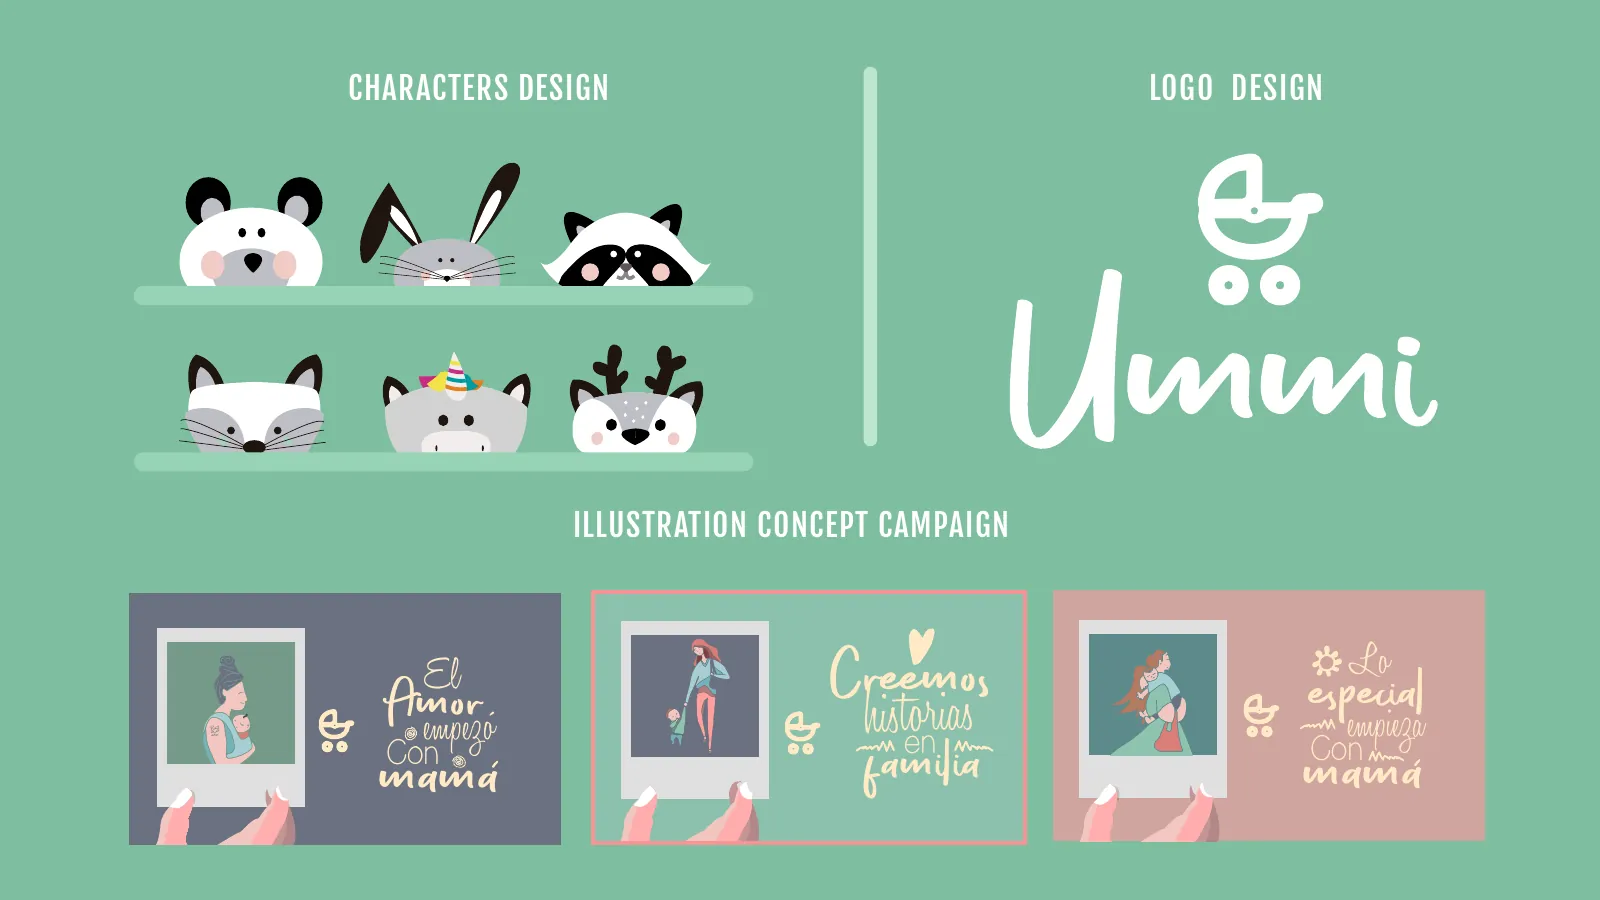 CHARACTERS DESIGN
LOGO DESIGN
Ummi
ILLUSTRATION CONCEPT CAMPAIGN
El
Amor,
empezó
Con
mamá
Creemos
historias
en
familia
Lo
especial
empieza
Con
mamá